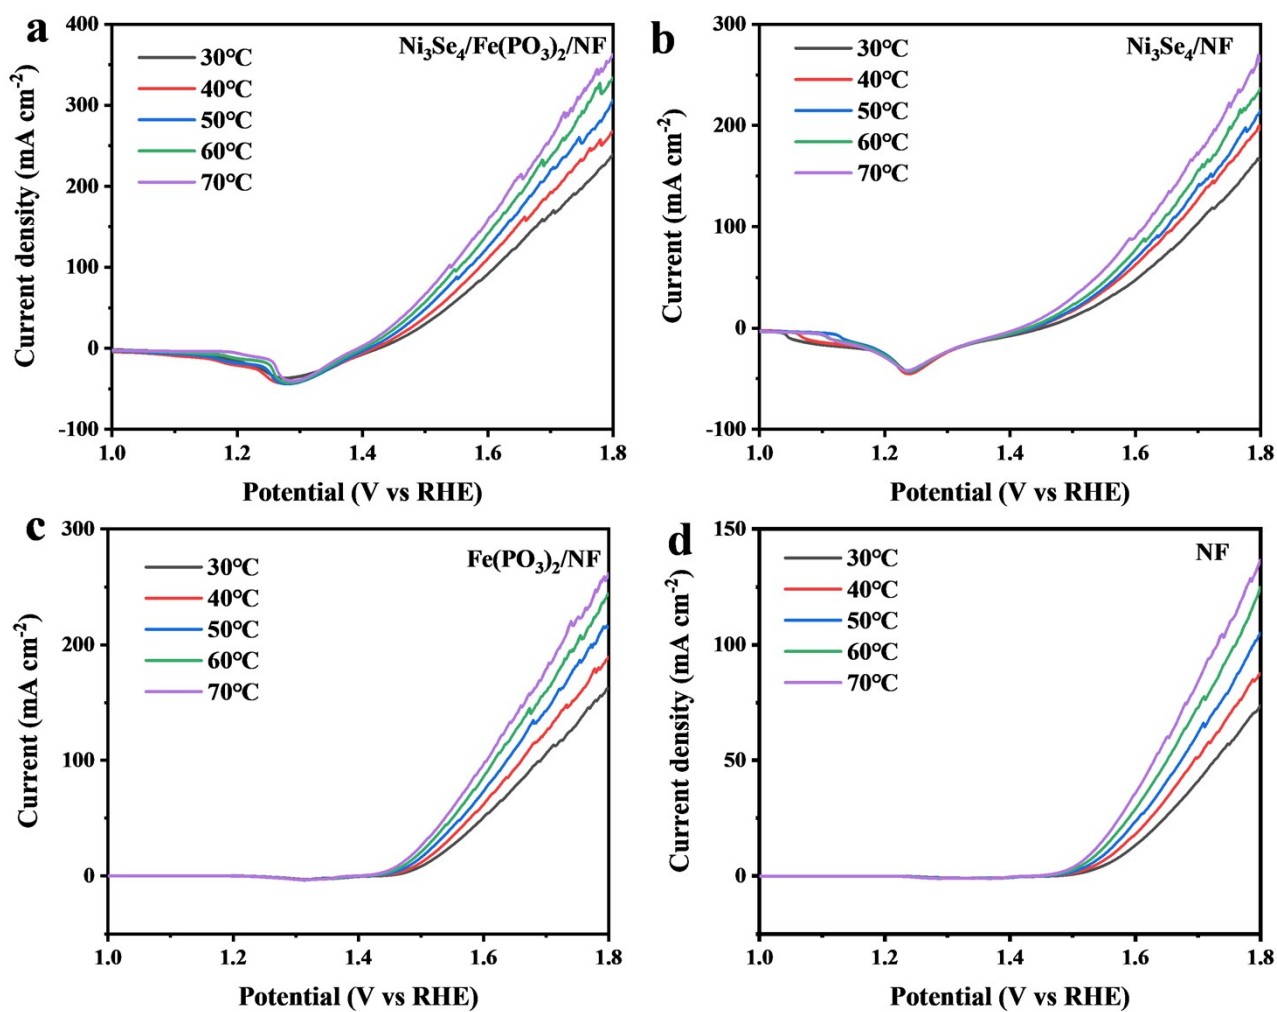 a
Ni₃Se₄/Fe(PO₃)₂/NF
30°C
40°C
50°C
60°C
70°C
400
300
200
100
0
-100
Current density (mA cm⁻²)
1.0 1.2 1.4 1.6 1.8
Potential (V vs RHE)
b
Ni₃Se₄/NF
30°C
40°C
50°C
60°C
70°C
300
200
100
0
-100
Current (mA cm⁻²)
1.0 1.2 1.4 1.6 1.8
Potential (V vs RHE)
c
Fe(PO₃)₂/NF
30°C
40°C
50°C
60°C
70°C
300
200
100
0
Current (mA cm⁻²)
1.0 1.2 1.4 1.6 1.8
Potential (V vs RHE)
d
NF
30°C
40°C
50°C
60°C
70°C
150
100
50
0
Current density (mA cm⁻²)
1.0 1.2 1.4 1.6 1.8
Potential (V vs RHE)